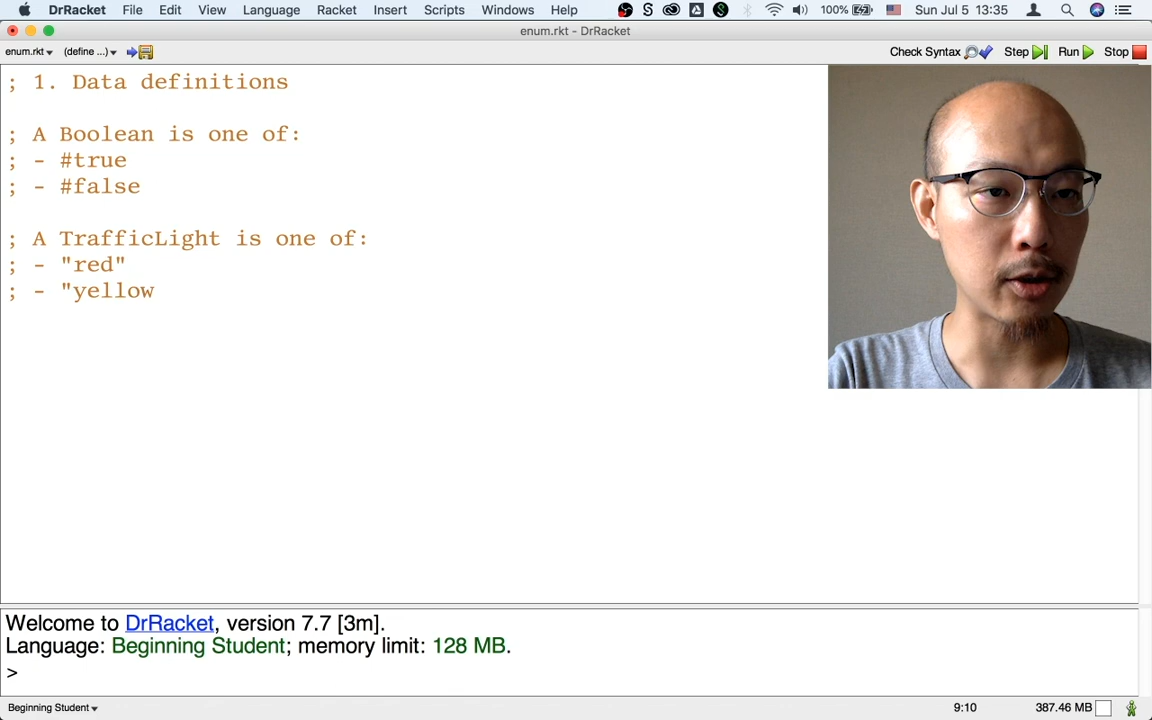 DrRacket File Edit View Language Racket Insert Scripts Windows Help 100% Sun Jul 5 13:35
enum.rkt - DrRacket
enum.rkt (define ...) Check Syntax Step Run Stop
; 1. Data definitions
; A Boolean is one of:
; - #true
; - #false
; A TrafficLight is one of:
; - "red"
; - "yellow
Welcome to DrRacket, version 7.7 [3m].
Language: Beginning Student; memory limit: 128 MB.
>
Beginning Student 9:10 387.46 MB